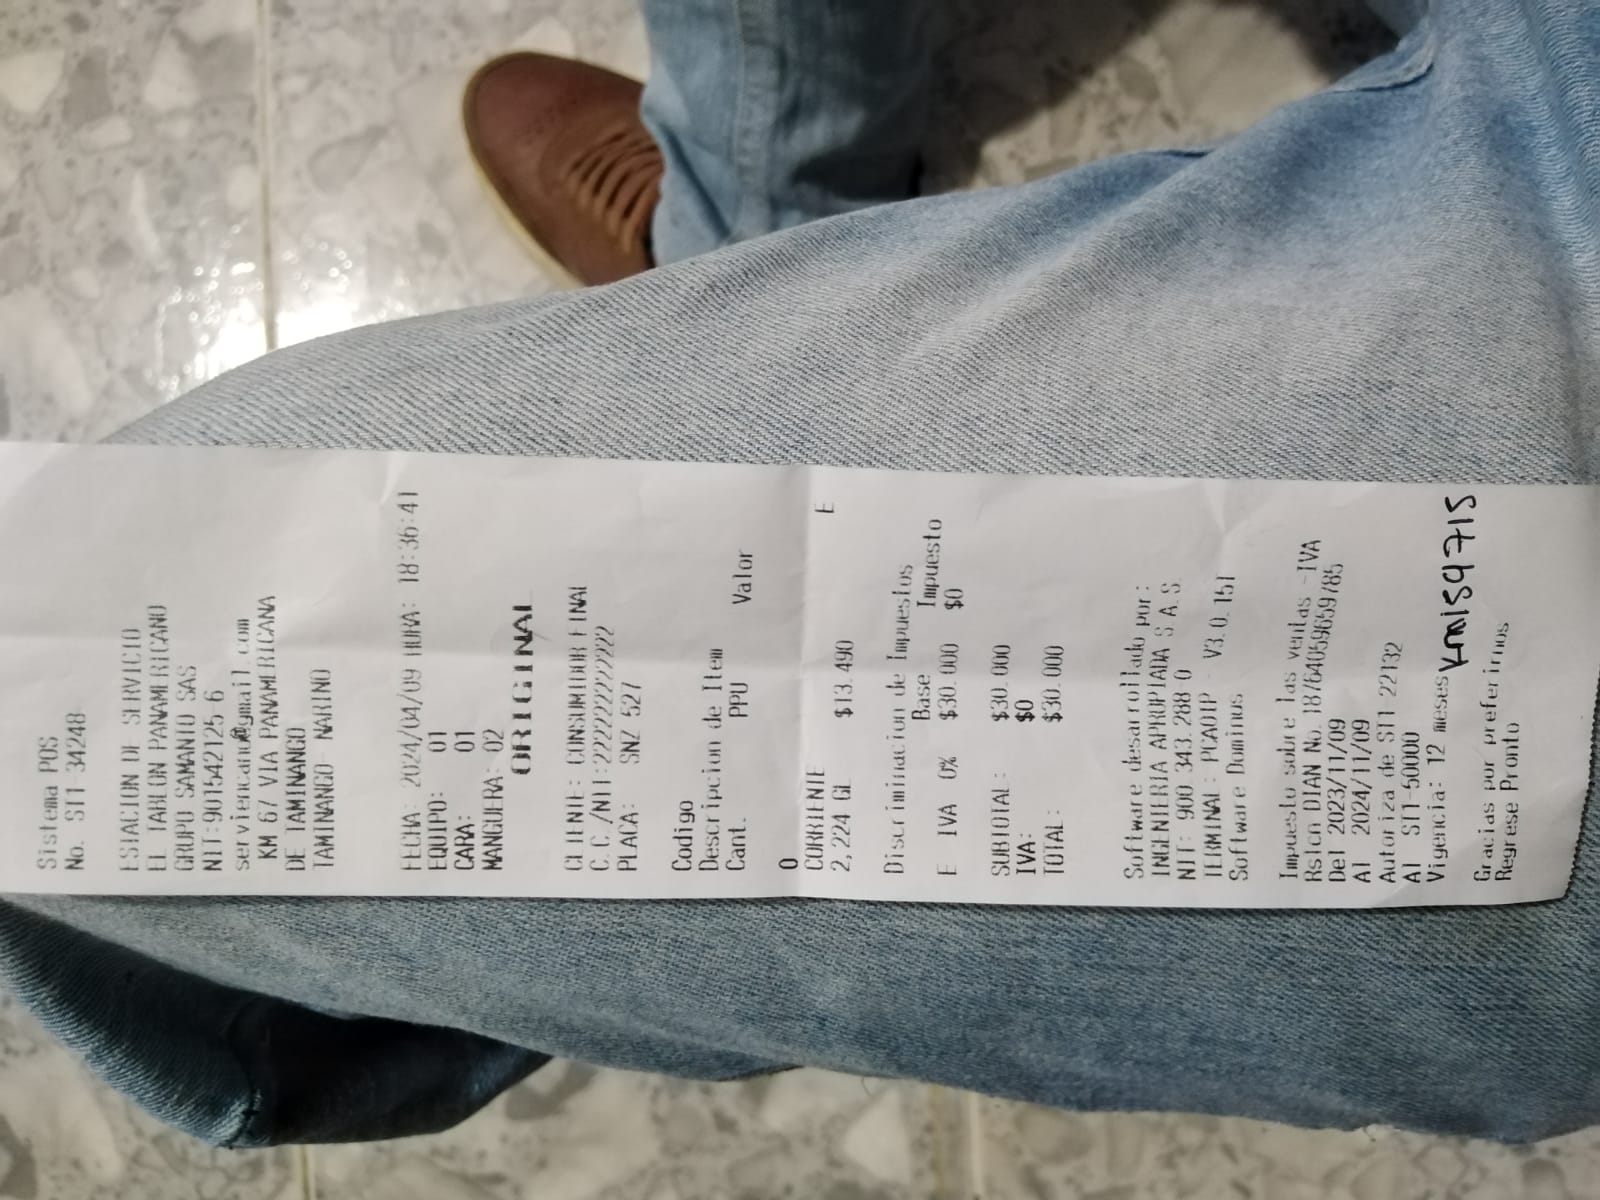 Sistema POS
No. ST1-34248
ESTACION DE SERVICIO
EL TABLON PANAMERICANO
GRUPO SAMANIO SAS
NIT:901542125-6
serviencano@gmail.com
KM 67 VIA PANAMERICANA
DE TAMINANGO
TAMINANGO- NARINO
FECHA: 2024/04/09 HORA: 18:36:41
EQUIPO: 01
CARA: 01
MANGUERA: 02
ORIGINAL
CLIENTE: CONSUMIDOR FINAL
C.C./NIT:222222222222
PLACA: SNZ 527
Codigo
Descripcion de Item
Cant. PPU Valor
0
CORRIENTE
2,224 GL $13.490 E
Discriminacion de Impuestos
Base Impuesto
E IVA 0% $30.000 $0
SUBTOTAL: $30.000
IVA: $0
TOTAL: $30.000
Software desarrollado por:
INGENIERIA APROPIADA S.A.S
NIT: 900.343.288-0
TERMINAL: PCA01P - V3.0.151
Software Dominus
Impuesto sobre las ventas -IVA
Rslcn DIAN No. 18764059659785
Del 2023/11/09
Al 2024/11/09
Autoriza de ST1-22132
Al ST1-50000
Vigencia: 12 meses
km159715
Gracias por preferirnos
Regrese Pronto